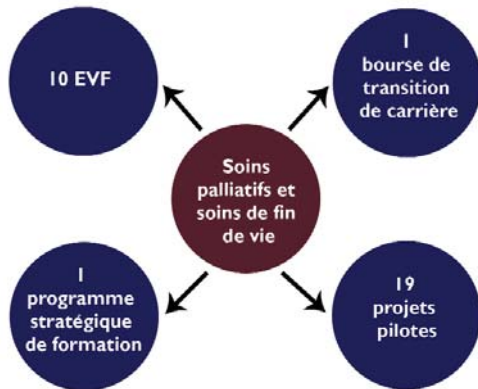 10 EVF
1
bourse de
transition
de carrière
Soins
palliatifs et
soins de fin
de vie
1
programme
stratégique
de formation
19
projets
pilotes